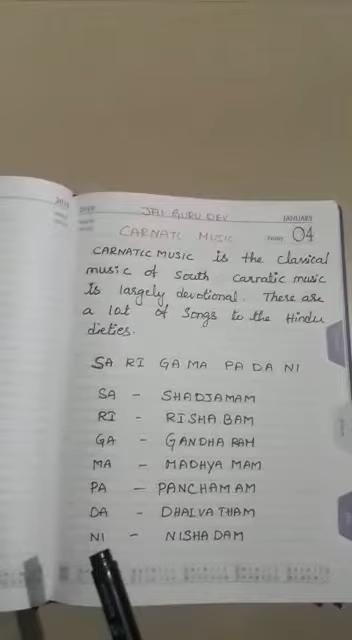 JAI GURU DEV
JANUARY
CARNATIC MUSIC
04
CARNATIC MUSIC is the classical
music of South carnatic music
is largely devotional. There are
a lot of songs to the Hindu
dieties.
SA RI GA MA PA DA NI
SA - SHADJAMAM
RI - RISHABAM
GA - GANDHARAM
MA - MADHYAMAM
PA - PANCHAMAM
DA - DHAIVATHAM
NI - NISHADAM